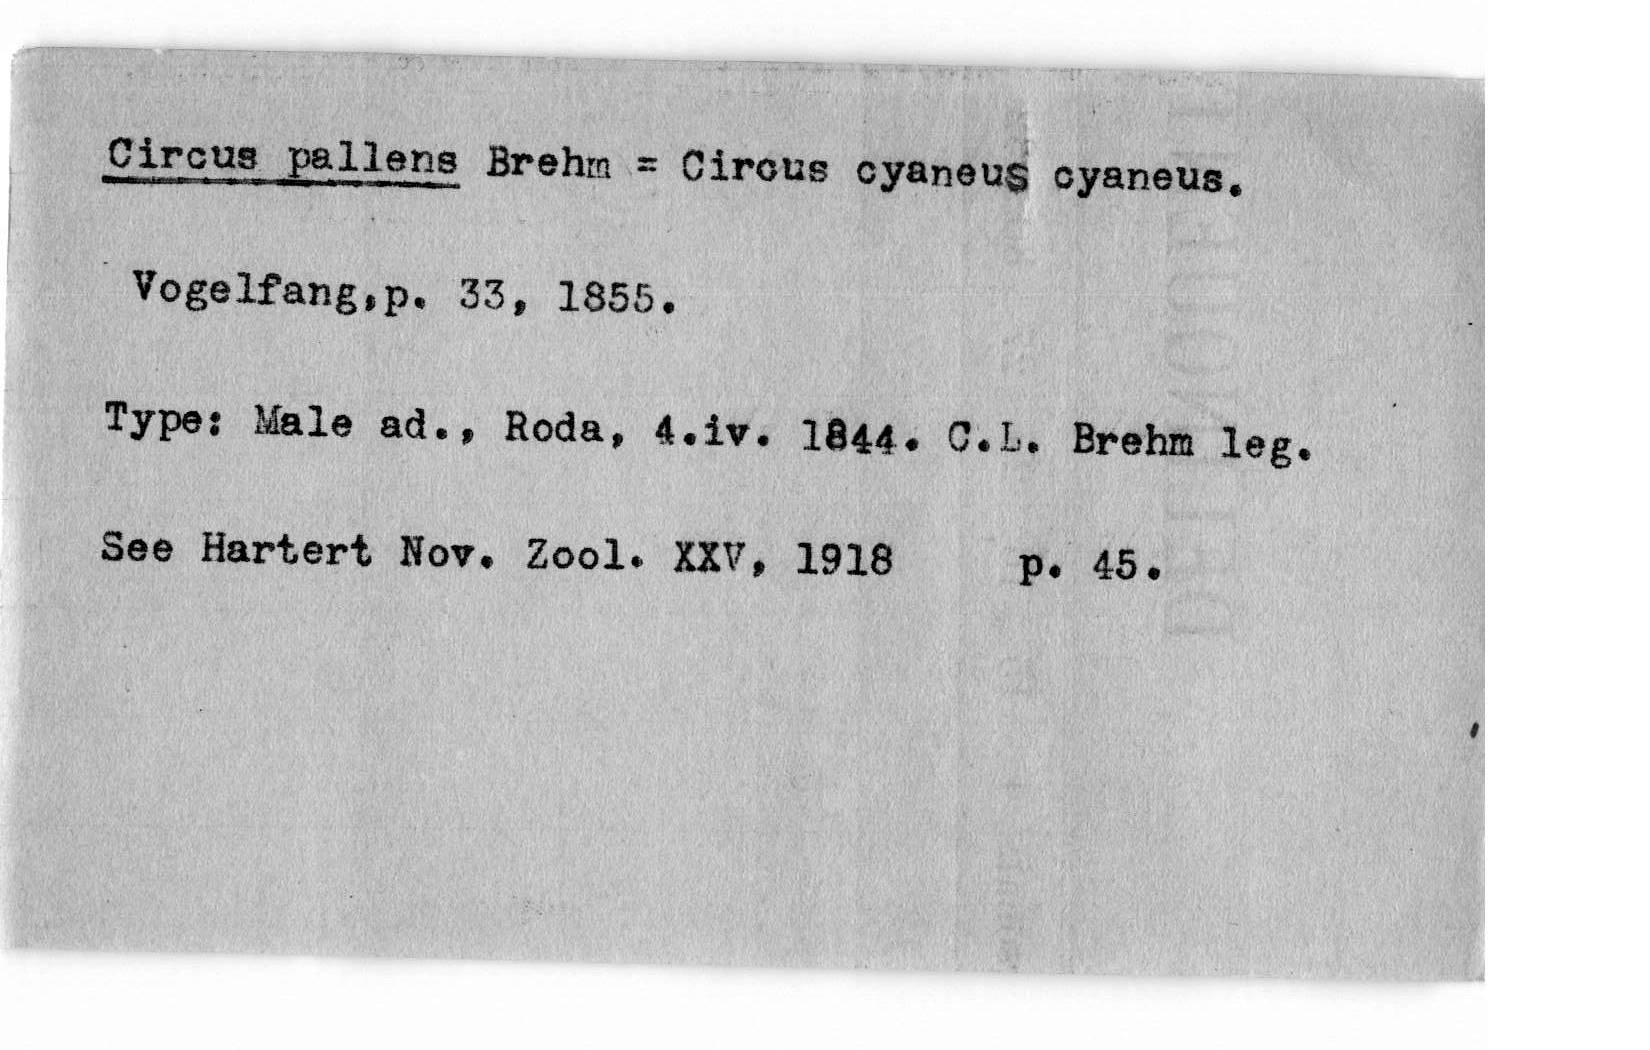 Circus pallens Brehm = Circus cyaneus cyaneus.
Vogelfang,p. 33, 1855.
Type: Male ad., Roda, 4.iv. 1844. C.L. Brehm leg.
See Hartert Nov. Zool. XXV, 1918 p. 45.